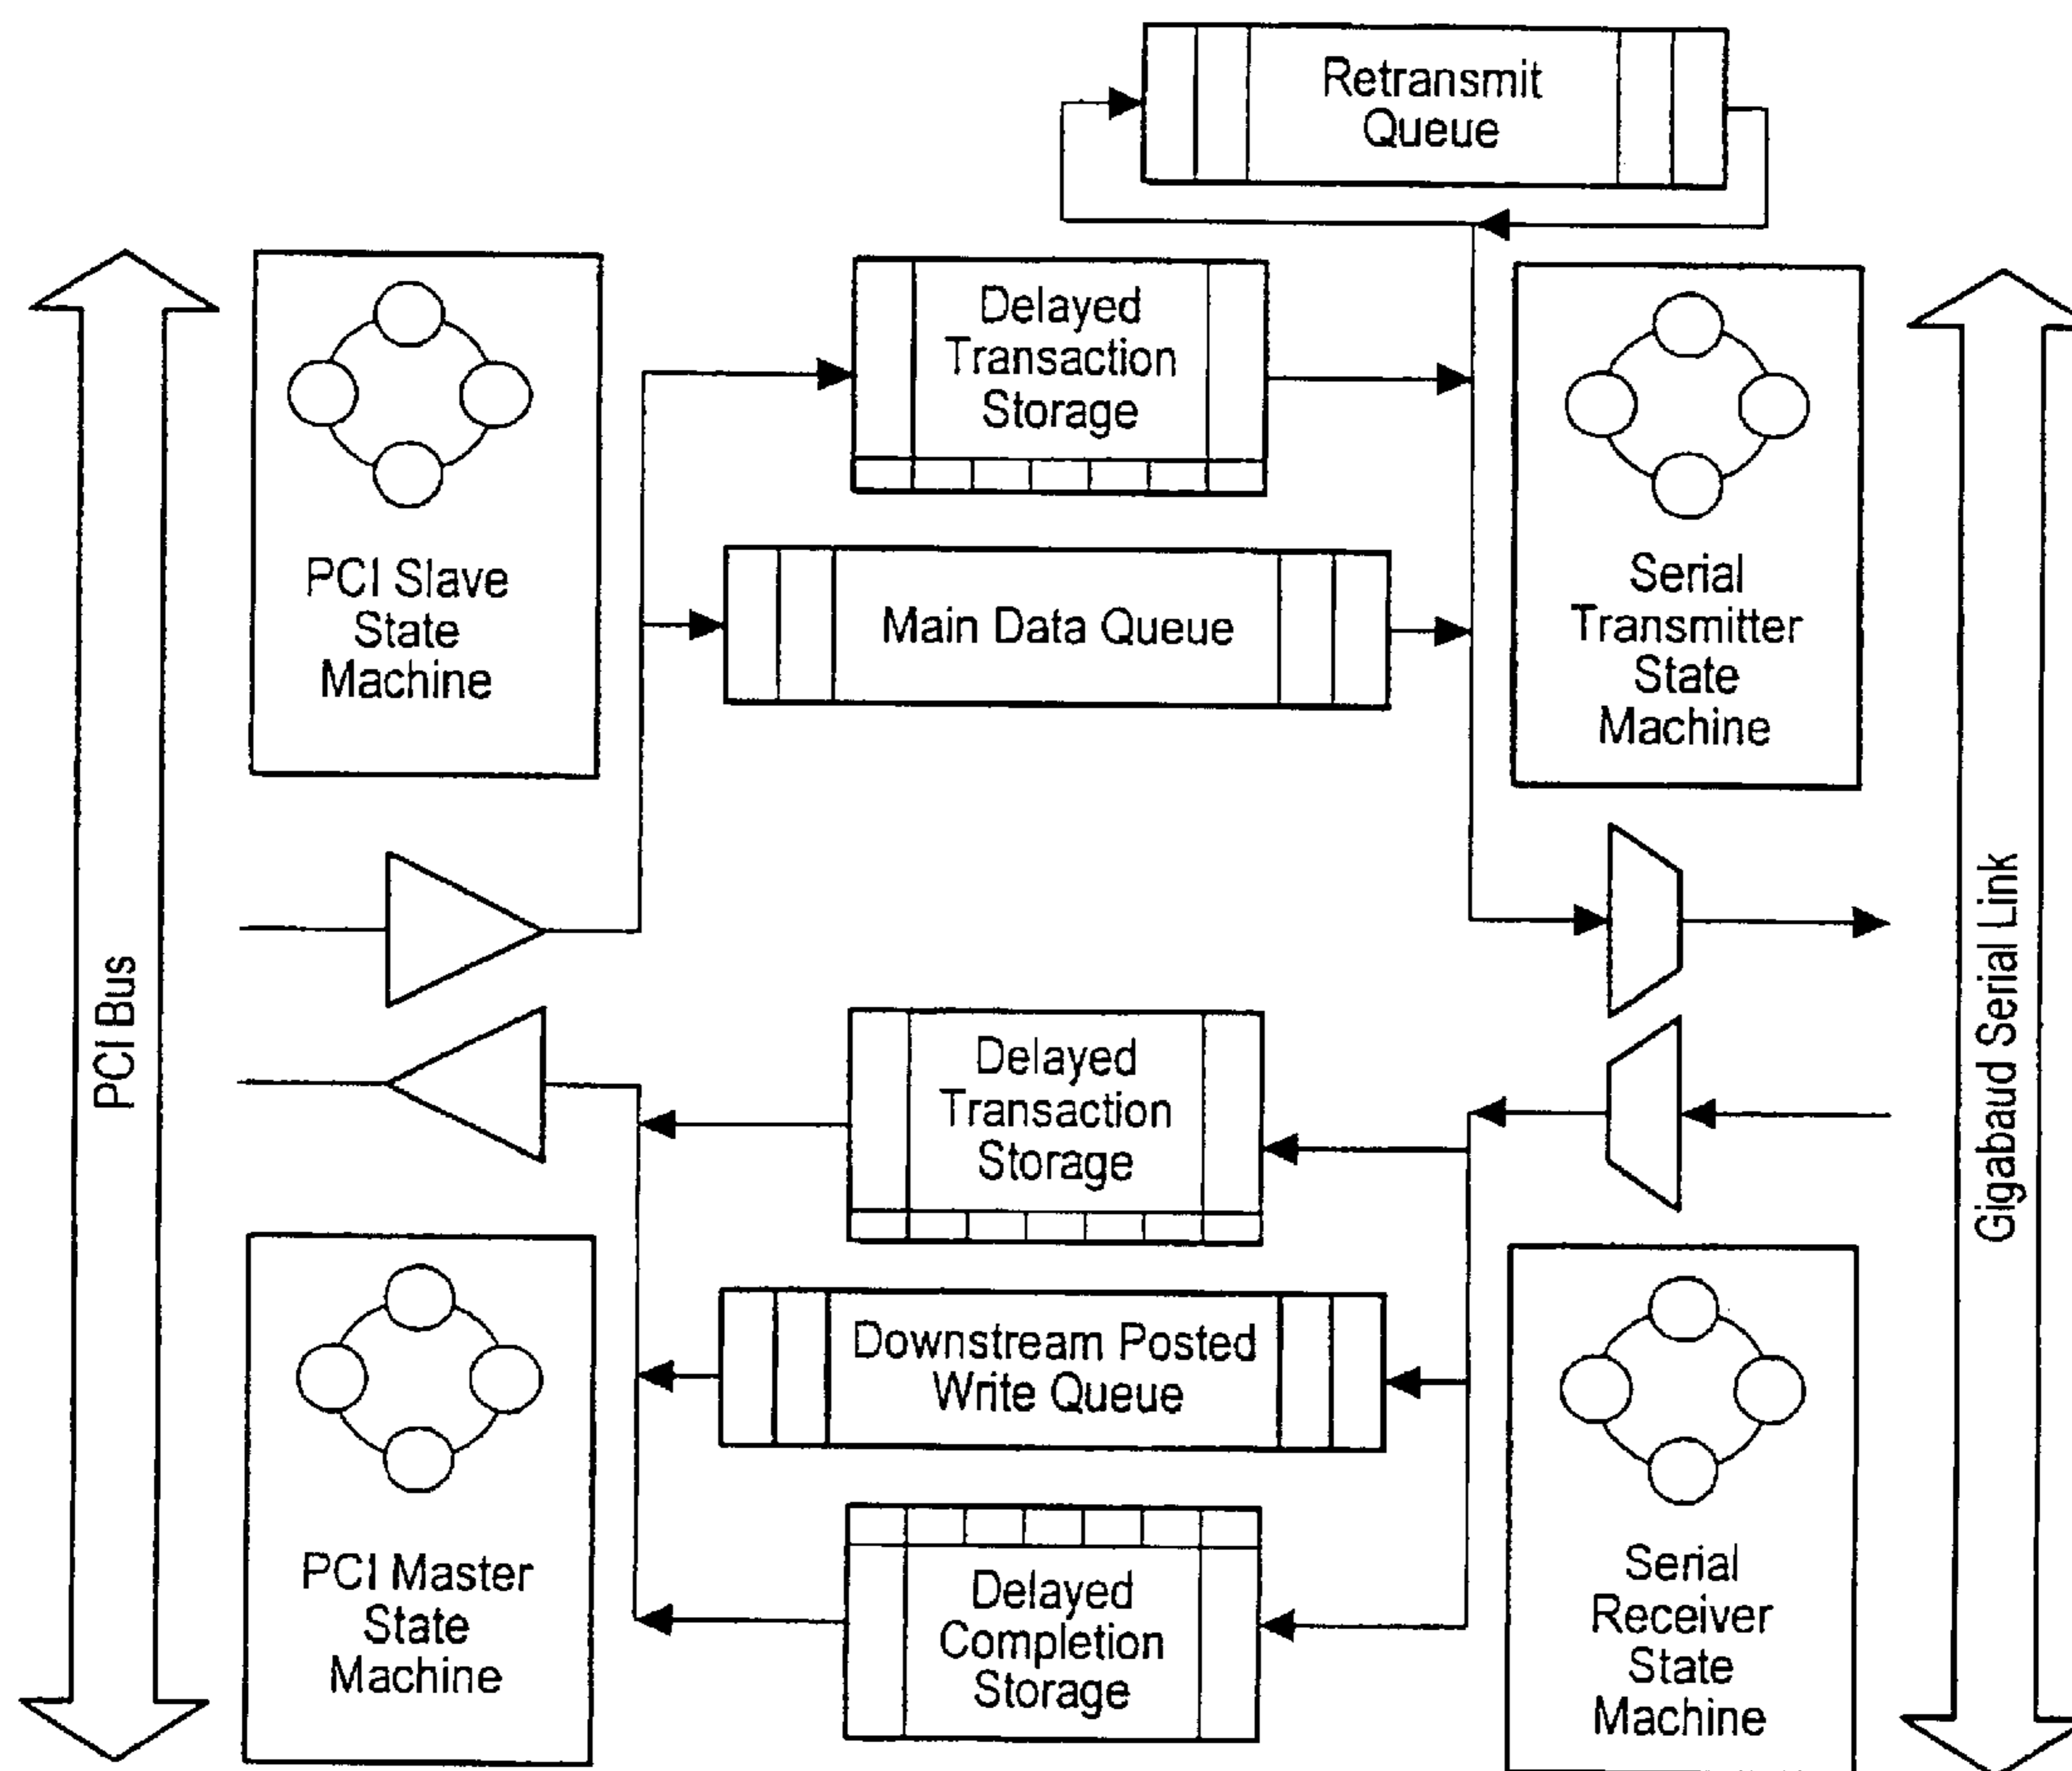 Retransmit
Queue
Delayed
Transaction
Storage
PCI Slave
State
Machine
Main Data Queue
Serial
Transmitter
State
Machine
PCI Bus
Gigabaud Serial Link
Delayed
Transaction
Storage
Downstream Posted
Write Queue
PCI Master
State
Machine
Delayed
Completion
Storage
Serial
Receiver
State
Machine